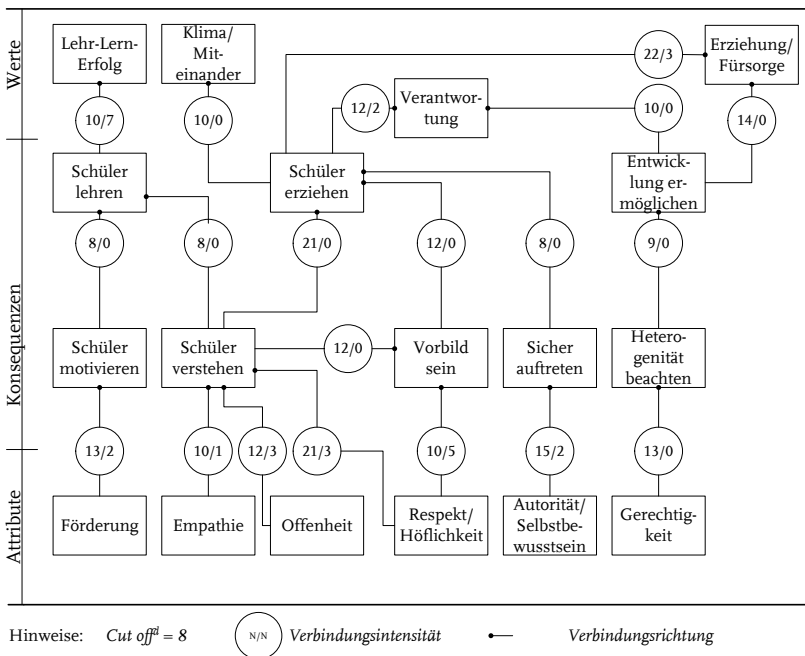 Werte
Lehr-Lern-
Erfolg
Klima/
Mit-
einander
22/3
Erziehung/
Fürsorge
10/7
10/0
12/2
Verantwor-
tung
10/0
14/0
Konsequenzen
Schüler
lehren
Schüler
erziehen
Entwick-
lung er-
möglichen
8/0
8/0
21/0
12/0
8/0
9/0
Schüler
motivieren
Schüler
verstehen
12/0
Vorbild
sein
Sicher
auftreten
Hetero-
genität
beachten
Attribute
13/2
10/1
12/3
21/3
10/5
15/2
13/0
Förderung
Empathie
Offenheit
Respekt/
Höflichkeit
Autorität/
Selbstbe-
wusstsein
Gerechtig-
keit
Hinweise: Cut off^d = 8 N/N Verbindungsintensität Verbindungsrichtung